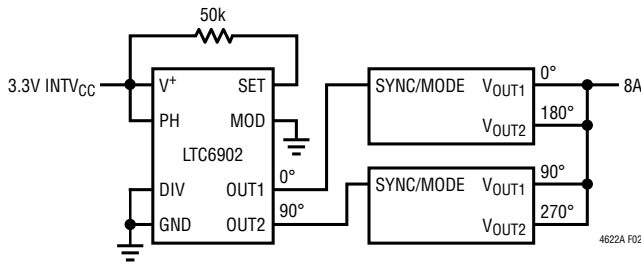 50k
3.3V INTVCC
V+
SET
PH
MOD
LTC6902
DIV
OUT1
0°
GND
OUT2
90°
SYNC/MODE
VOUT1
0°
8A
VOUT2
180°
SYNC/MODE
VOUT1
90°
VOUT2
270°
4622A F02